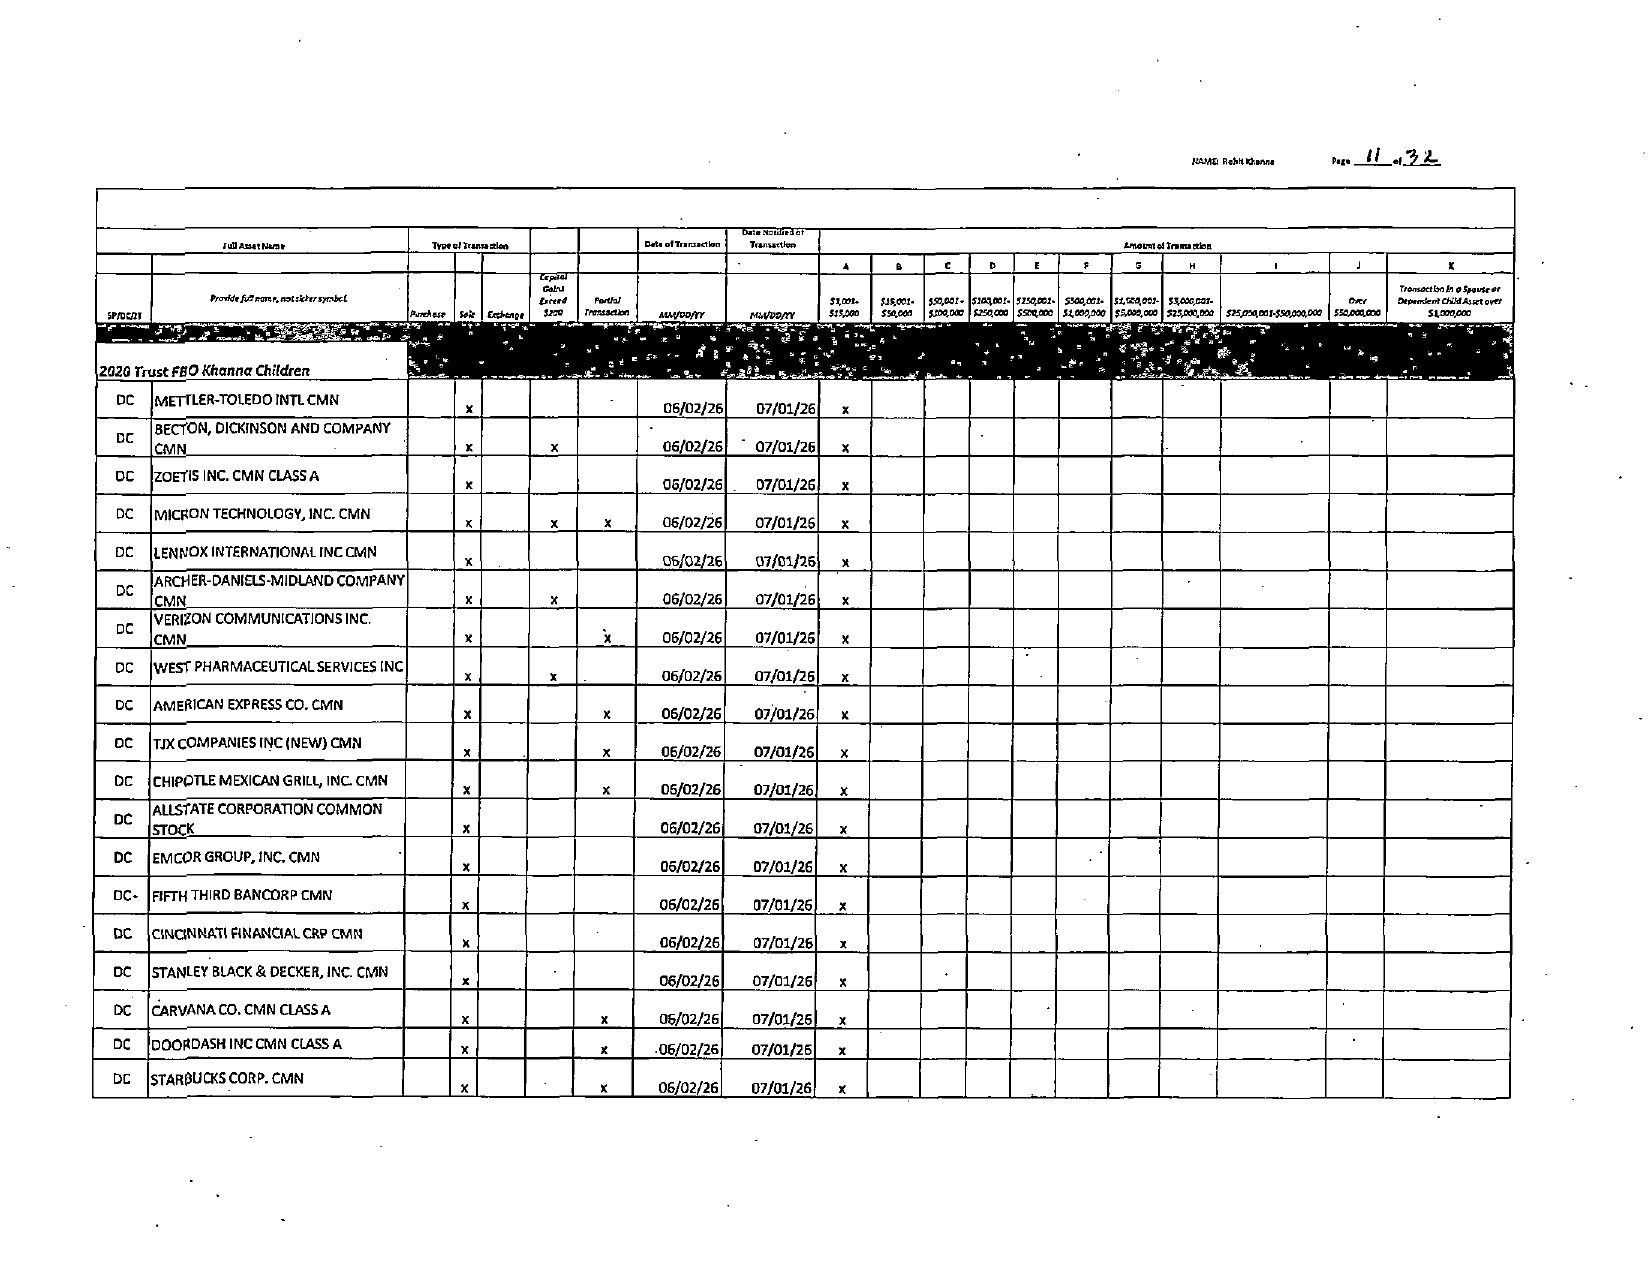 NAME: Rohit Khanna Page 11 of 32
Full Asset Name Type of Transaction Date of Transaction Date Notified of Transaction Amount of Transaction
A B C D E F G H I J K
SP/DC/JT Provide full name, not ticker symbol. Purchase Sale Exchange Capital Gains Exceed $200 Partial Transaction MM/DD/YY MM/DD/YY $1,001-$15,000 $15,001-$50,000 $50,001-$100,000 $100,001-$250,000 $250,001-$500,000 $500,001-$1,000,000 $1,000,001-$5,000,000 $5,000,001-$25,000,000 $25,000,001-$50,000,000 Over $50,000,000 Transaction in a Spouse or Dependent Child Asset over $1,000,000
2020 Trust FBO Khanna Children
DC METTLER-TOLEDO INTL CMN x 06/02/26 07/01/26 x
DC BECTON, DICKINSON AND COMPANY
CMN x x 06/02/26 07/01/26 x
DC ZOETIS INC. CMN CLASS A x 06/02/26 07/01/26 x
DC MICRON TECHNOLOGY, INC. CMN x x x 06/02/26 07/01/26 x
DC LENNOX INTERNATIONAL INC CMN x 06/02/26 07/01/26 x
DC ARCHER-DANIELS-MIDLAND COMPANY
CMN x x 06/02/26 07/01/26 x
DC VERIZON COMMUNICATIONS INC.
CMN x x 06/02/26 07/01/26 x
DC WEST PHARMACEUTICAL SERVICES INC x x 06/02/26 07/01/26 x
DC AMERICAN EXPRESS CO. CMN x x 06/02/26 07/01/26 x
DC TJX COMPANIES INC (NEW) CMN x x 06/02/26 07/01/26 x
DC CHIPOTLE MEXICAN GRILL, INC. CMN x x 06/02/26 07/01/26 x
DC ALLSTATE CORPORATION COMMON
STOCK x 06/02/26 07/01/26 x
DC EMCOR GROUP, INC. CMN x 06/02/26 07/01/26 x
DC FIFTH THIRD BANCORP CMN x 06/02/26 07/01/26 x
DC CINCINNATI FINANCIAL CRP CMN x 06/02/26 07/01/26 x
DC STANLEY BLACK & DECKER, INC. CMN x 06/02/26 07/01/26 x
DC CARVANA CO. CMN CLASS A x x 06/02/26 07/01/26 x
DC DOORDASH INC CMN CLASS A x x 06/02/26 07/01/26 x
DC STARBUCKS CORP. CMN x x 06/02/26 07/01/26 x